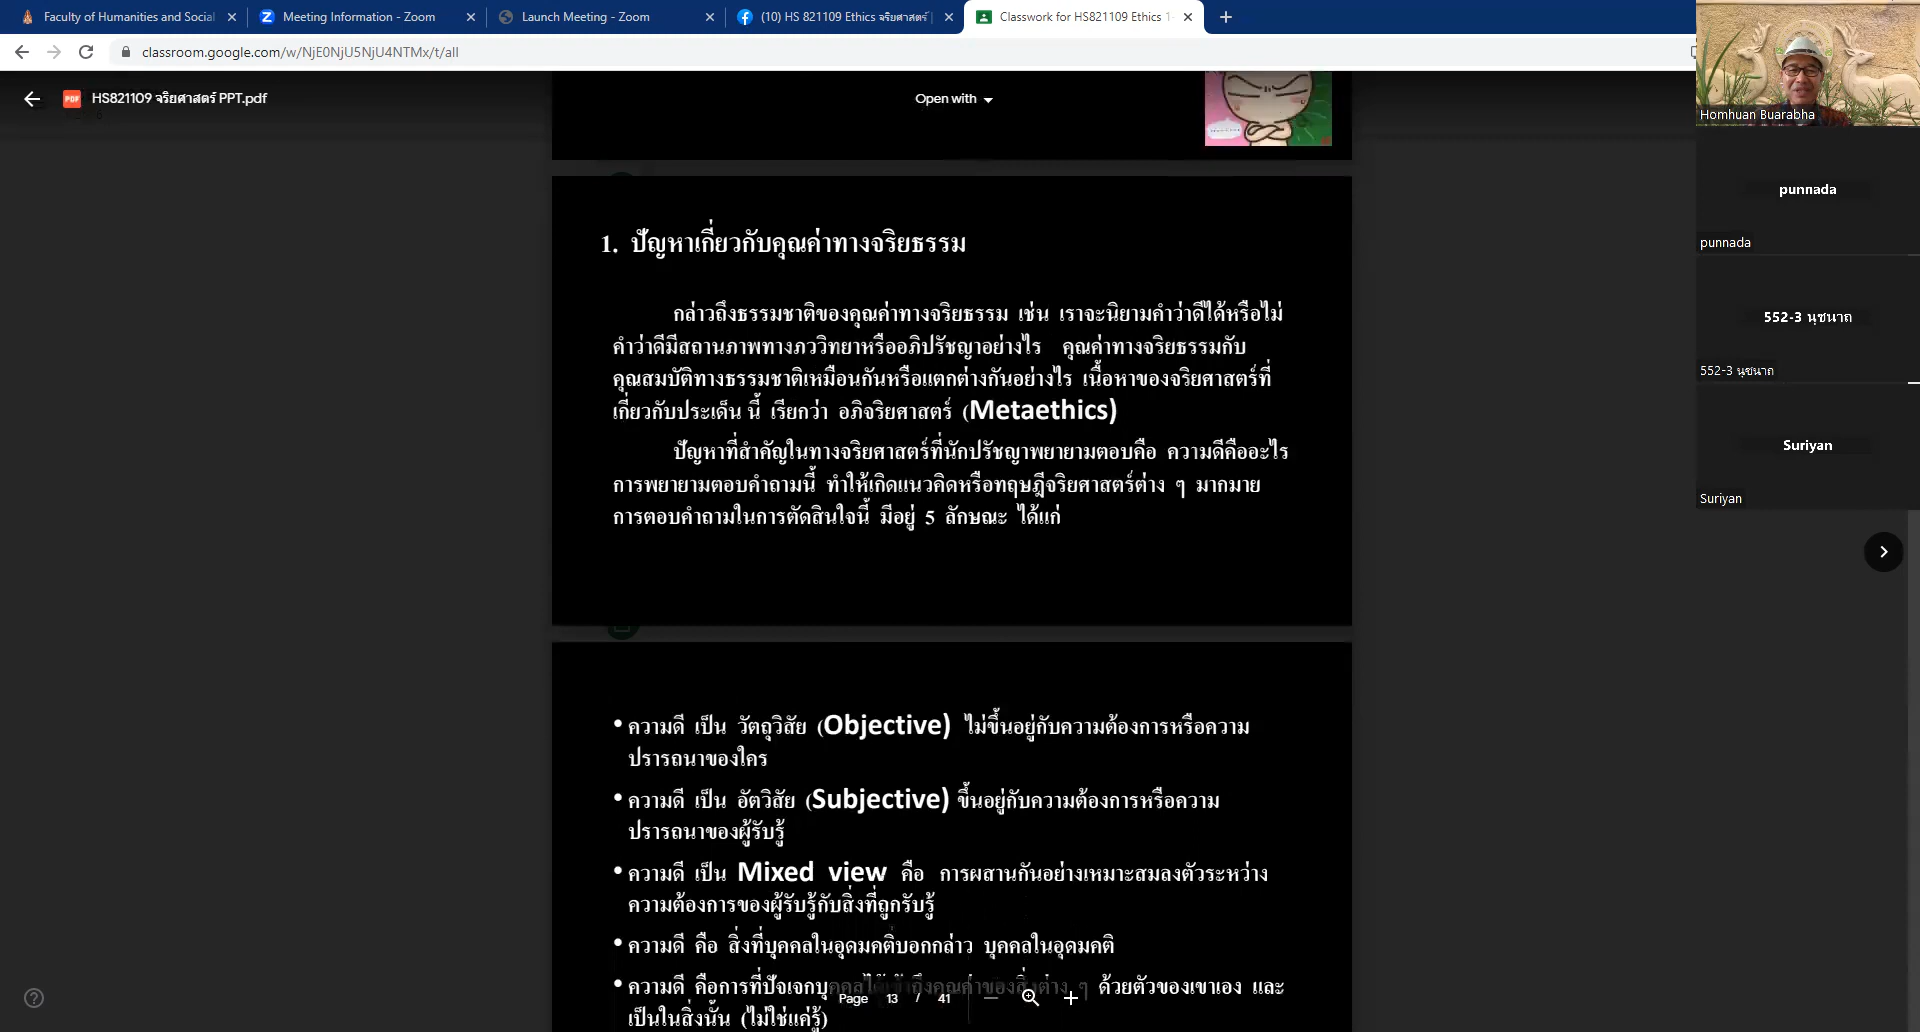 Faculty of Humanities and Social
Meeting Information - Zoom
Launch Meeting - Zoom
(10) HS 821109 Ethics จริยศาสตร์
Classwork for HS821109 Ethics 1
classroom.google.com/w/NjE0NjU5NjU4NTMx/t/all
PDF
HS821109 จริยศาสตร์ PPT.pdf
Open with
Homhuan Buarabha
punnada
punnada
552-3 นุชนาถ
552-3 นุชนาถ
Suriyan
Suriyan
1. ปัญหาเกี่ยวกับคุณค่าทางจริยธรรม
กล่าวถึงธรรมชาติของคุณค่าทางจริยธรรม เช่น เราจะนิยามคำว่าดีได้หรือไม่
คำว่าดีมีสถานภาพทางภววิทยาหรืออภิปรัชญาอย่างไร คุณค่าทางจริยธรรมกับ
คุณสมบัติทางธรรมชาติเหมือนกันหรือแตกต่างกันอย่างไร เนื้อหาของจริยศาสตร์ที่
เกี่ยวกับประเด็น นี้ เรียกว่า อภิจริยศาสตร์ (Metaethics)
ปัญหาที่สำคัญในทางจริยศาสตร์ที่นักปรัชญาพยายามตอบคือ ความดีคืออะไร
การพยายามตอบคำถามนี้ ทำให้เกิดแนวคิดหรือทฤษฎีจริยศาสตร์ต่าง ๆ มากมาย
การตอบคำถามในการตัดสินใจนี้ มีอยู่ 5 ลักษณะ ได้แก่
• ความดี เป็น วัตถุวิสัย (Objective) ไม่ขึ้นอยู่กับความต้องการหรือความ
ปรารถนาของใคร
• ความดี เป็น อัตวิสัย (Subjective) ขึ้นอยู่กับความต้องการหรือความ
ปรารถนาของผู้รับรู้
• ความดี เป็น Mixed view คือ การผสานกันอย่างเหมาะสมลงตัวระหว่าง
ความต้องการของผู้รับรู้กับสิ่งที่ถูกรับรู้
• ความดี คือ สิ่งที่บุคคลในอุดมคติบอกกล่าว บุคคลในอุดมคติ
• ความดี คือการที่ปัจเจกบุคคลได้เข้าถึงคุณค่าของสิ่งต่าง ๆ ด้วยตัวของเขาเอง และ
เป็นในสิ่งนั้น (ไม่ใช่แค่รู้)
Page 13 / 41